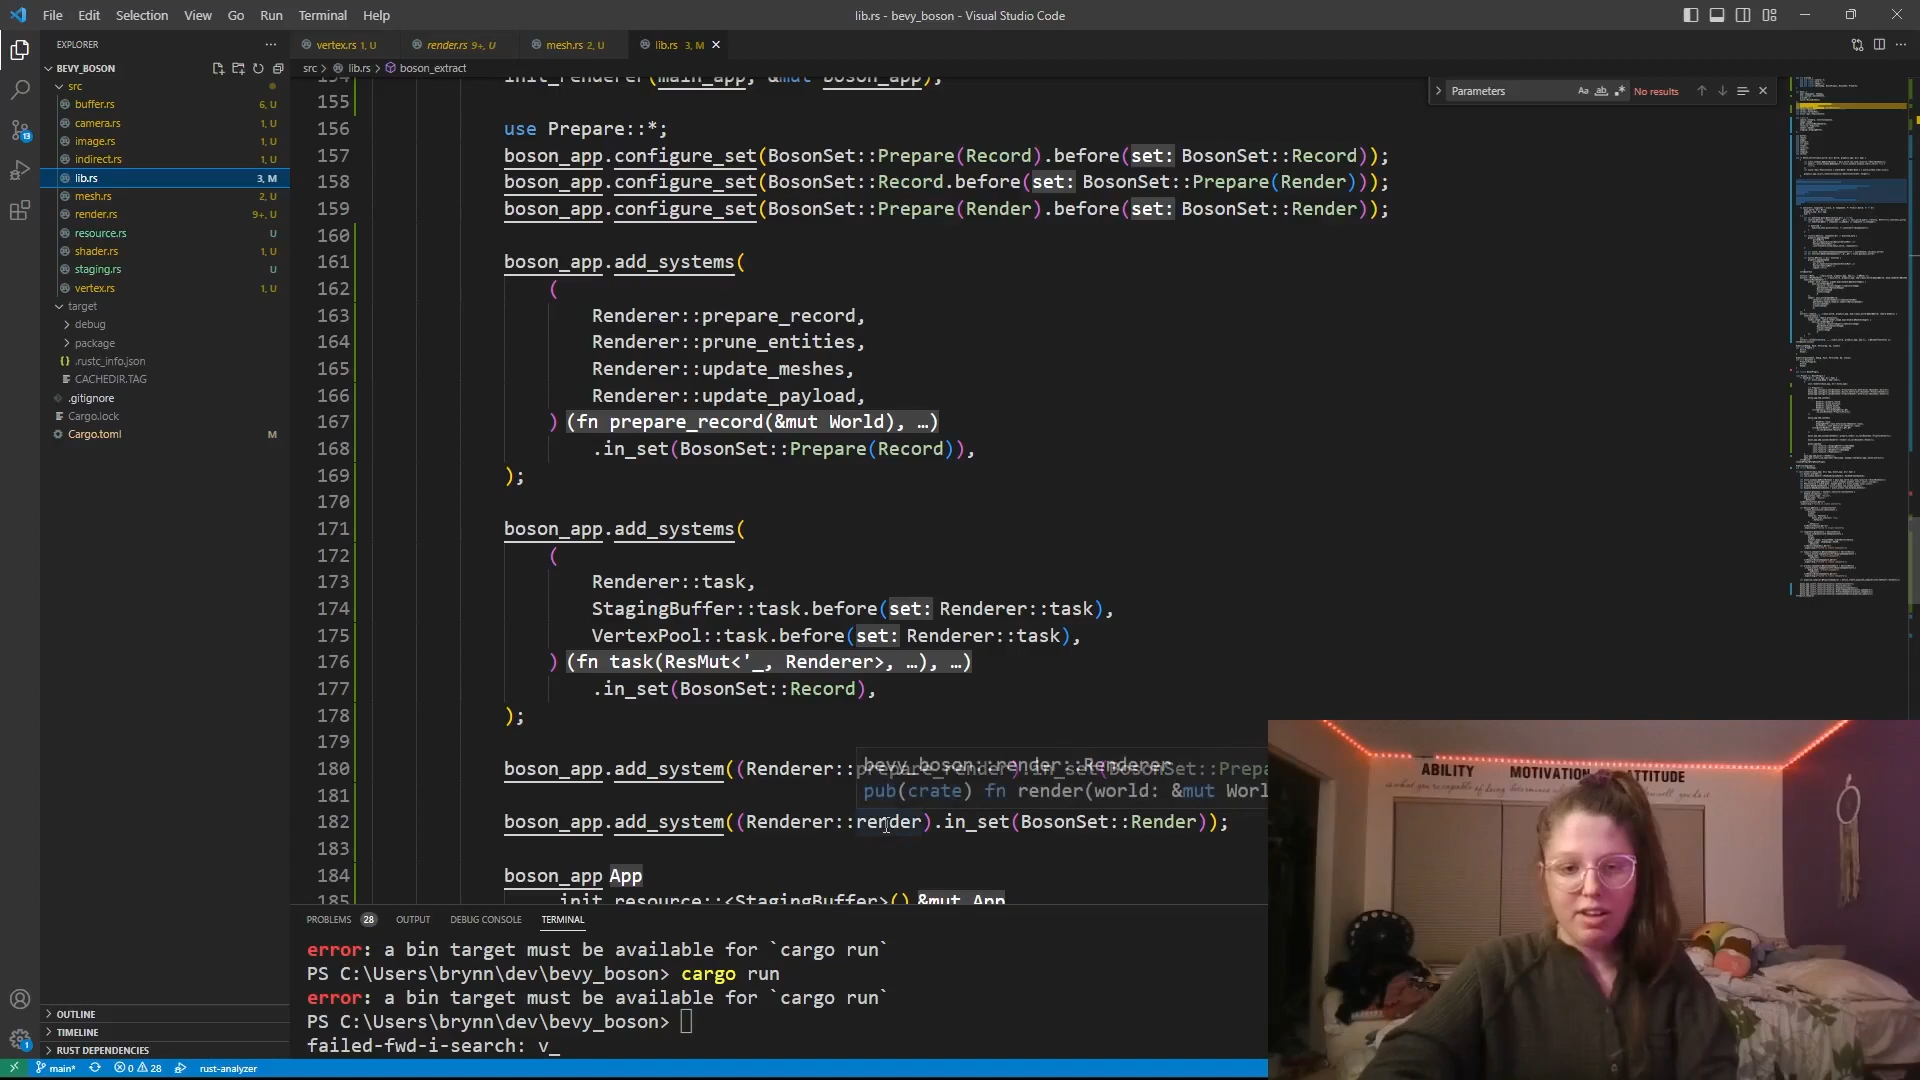 File Edit Selection View Go Run Terminal Help
lib.rs - bevy_boson - Visual Studio Code
EXPLORER
vertex.rs 1, U
render.rs 9+, U
mesh.rs 2, U
lib.rs 3, M
BEVY_BOSON
src
buffer.rs 6, U
camera.rs 1, U
image.rs 1, U
indirect.rs 1, U
lib.rs 3, M
mesh.rs 2, U
render.rs 9+, U
resource.rs U
shader.rs 1, U
staging.rs U
vertex.rs 1, U
target
debug
package
.rustc_info.json
CACHEDIR.TAG
.gitignore
Cargo.lock
Cargo.toml M
OUTLINE
TIMELINE
RUST DEPENDENCIES
src > lib.rs > boson_extract
Parameters
Aa ab .*
No results
154 init_renderer(main_app, &mut boson_app);
155
156 use Prepare::*;
157 boson_app.configure_set(BosonSet::Prepare(Record).before(set: BosonSet::Record));
158 boson_app.configure_set(BosonSet::Record.before(set: BosonSet::Prepare(Render)));
159 boson_app.configure_set(BosonSet::Prepare(Render).before(set: BosonSet::Render));
160
161 boson_app.add_systems(
162 (
163 Renderer::prepare_record,
164 Renderer::prune_entities,
165 Renderer::update_meshes,
166 Renderer::update_payload,
167 ) (fn prepare_record(&mut World), …)
168 .in_set(BosonSet::Prepare(Record)),
169 );
170
171 boson_app.add_systems(
172 (
173 Renderer::task,
174 StagingBuffer::task.before(set: Renderer::task),
175 VertexPool::task.before(set: Renderer::task),
176 ) (fn task(ResMut<'_, Renderer>, …), …)
177 .in_set(BosonSet::Record),
178 );
179
bevy_boson::render::Renderer
180 boson_app.add_system((Renderer::prepare_render).in_set(BosonSet::Prepa
pub(crate) fn render(world: &mut Worl
181
182 boson_app.add_system((Renderer::render).in_set(BosonSet::Render));
183
184 boson_app App
185 .init_resource::<StagingBuffer>() &mut App
PROBLEMS 28 OUTPUT DEBUG CONSOLE TERMINAL
error: a bin target must be available for `cargo run`
PS C:\Users\brynn\dev\bevy_boson> cargo run
error: a bin target must be available for `cargo run`
PS C:\Users\brynn\dev\bevy_boson>
failed-fwd-i-search: v_
main* 0 28 rust-analyzer
13
1
ABILITY MOTIVATION ATTITUDE